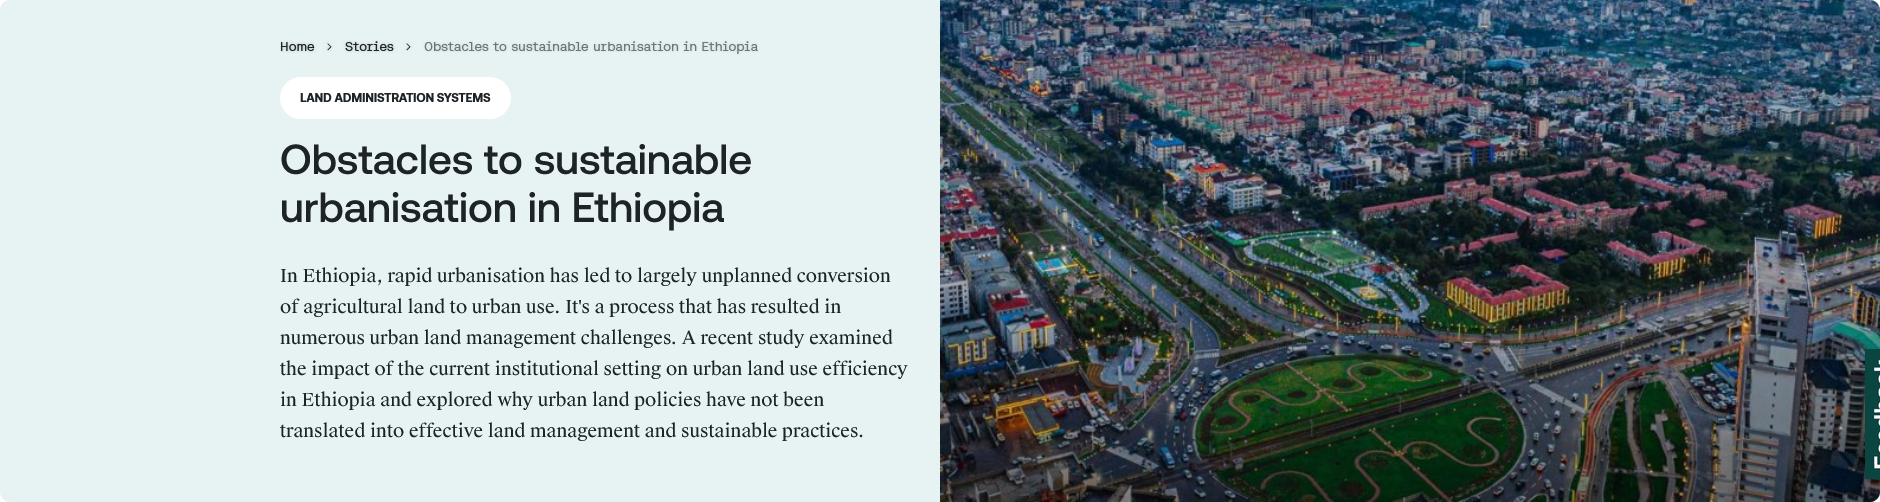 Home > Stories > Obstacles to sustainable urbanisation in Ethiopia
LAND ADMINISTRATION SYSTEMS
Obstacles to sustainable
urbanisation in Ethiopia
In Ethiopia, rapid urbanisation has led to largely unplanned conversion
of agricultural land to urban use. It's a process that has resulted in
numerous urban land management challenges. A recent study examined
the impact of the current institutional setting on urban land use efficiency
in Ethiopia and explored why urban land policies have not been
translated into effective land management and sustainable practices.